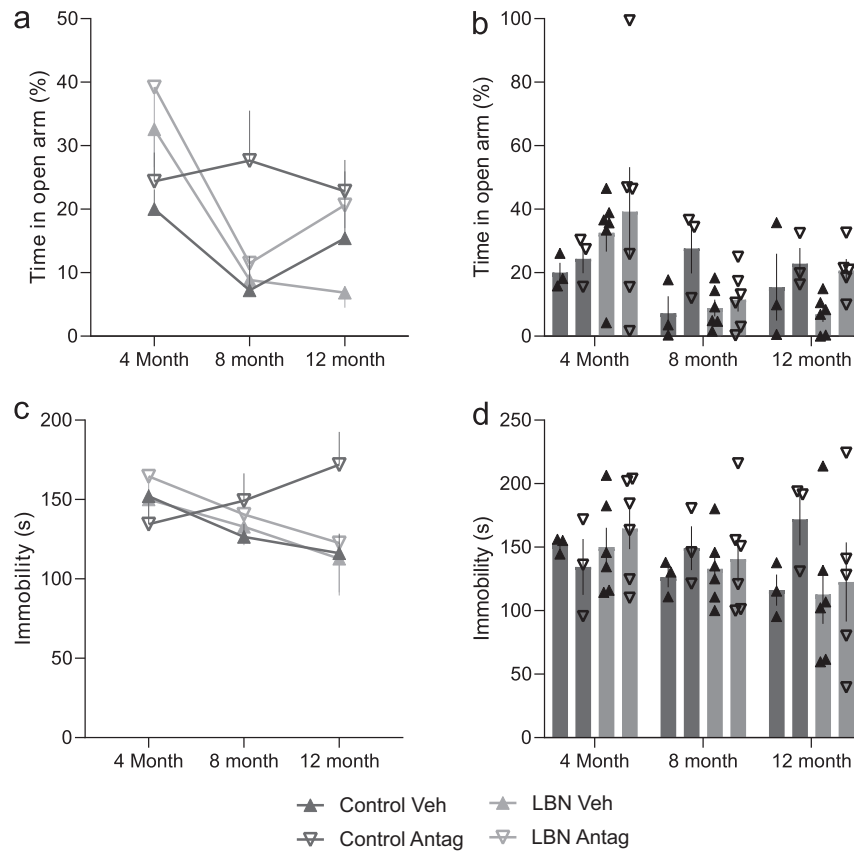 a
50
40
30
20
10
0
Time in open arm (%)
4 Month 8 month 12 month
b
100
80
60
40
20
0
Time in open arm (%)
4 Month 8 month 12 month
c
200
150
100
50
0
Immobility (s)
4 Month 8 month 12 month
d
250
200
150
100
50
0
Immobility (s)
4 Month 8 month 12 month
Control Veh LBN Veh
Control Antag LBN Antag